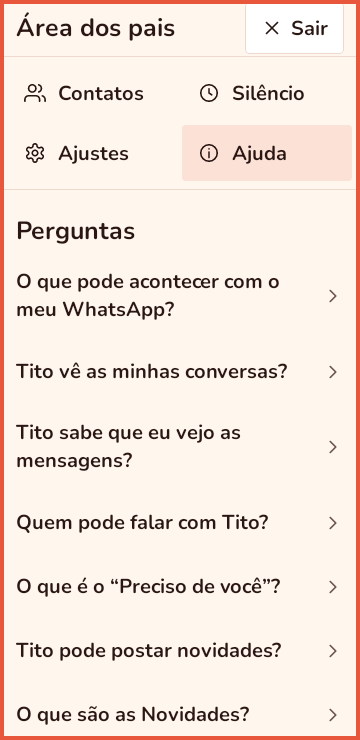 Área dos pais
Sair
Contatos
Silêncio
Ajustes
Ajuda
Perguntas
O que pode acontecer com o
meu WhatsApp?
Tito vê as minhas conversas?
Tito sabe que eu vejo as
mensagens?
Quem pode falar com Tito?
O que é o “Preciso de você”?
Tito pode postar novidades?
O que são as Novidades?